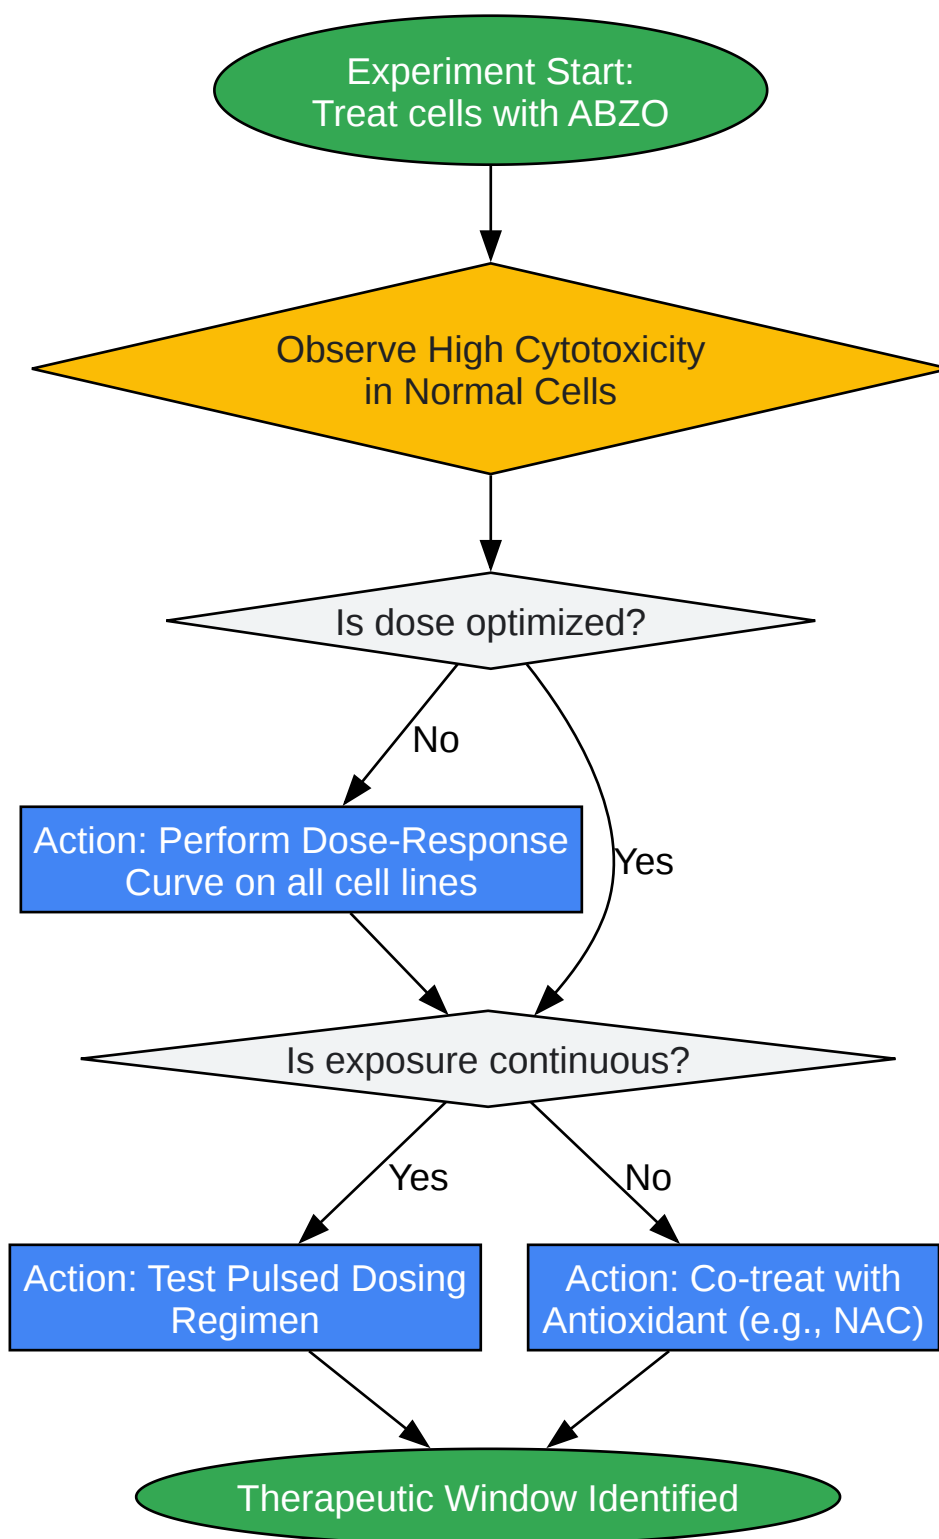 Experiment Start:
Treat cells with ABZO
Observe High Cytotoxicity
in Normal Cells
Is dose optimized?
No
Action: Perform Dose-Response
Curve on all cell lines
Yes
Is exposure continuous?
Yes
No
Action: Test Pulsed Dosing
Regimen
Action: Co-treat with
Antioxidant (e.g., NAC)
Therapeutic Window Identified